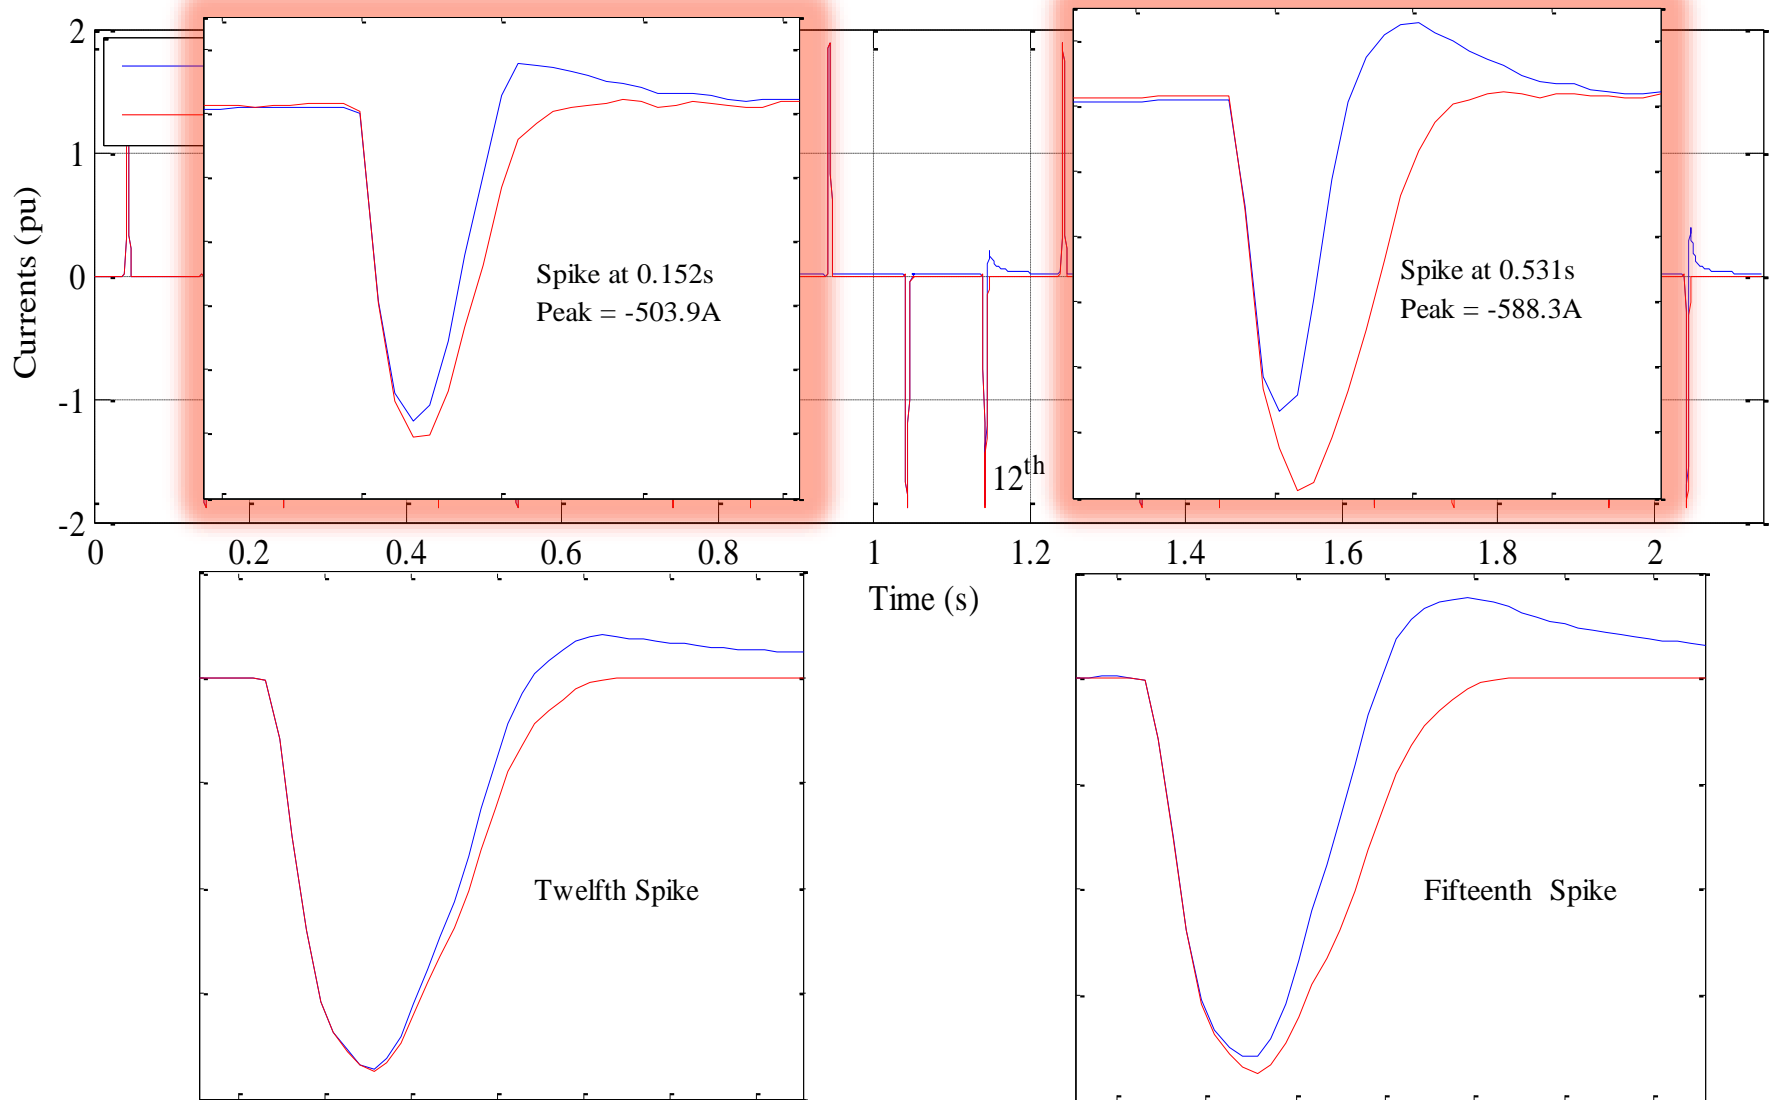 2
1
0
-1
-2
Currents (pu)
Spike at 0.152s
Peak = -503.9A
12th
Spike at 0.531s
Peak = -588.3A
0 0.2 0.4 0.6 0.8 1 1.2 1.4 1.6 1.8 2
Time (s)
Twelfth Spike
Fifteenth Spike